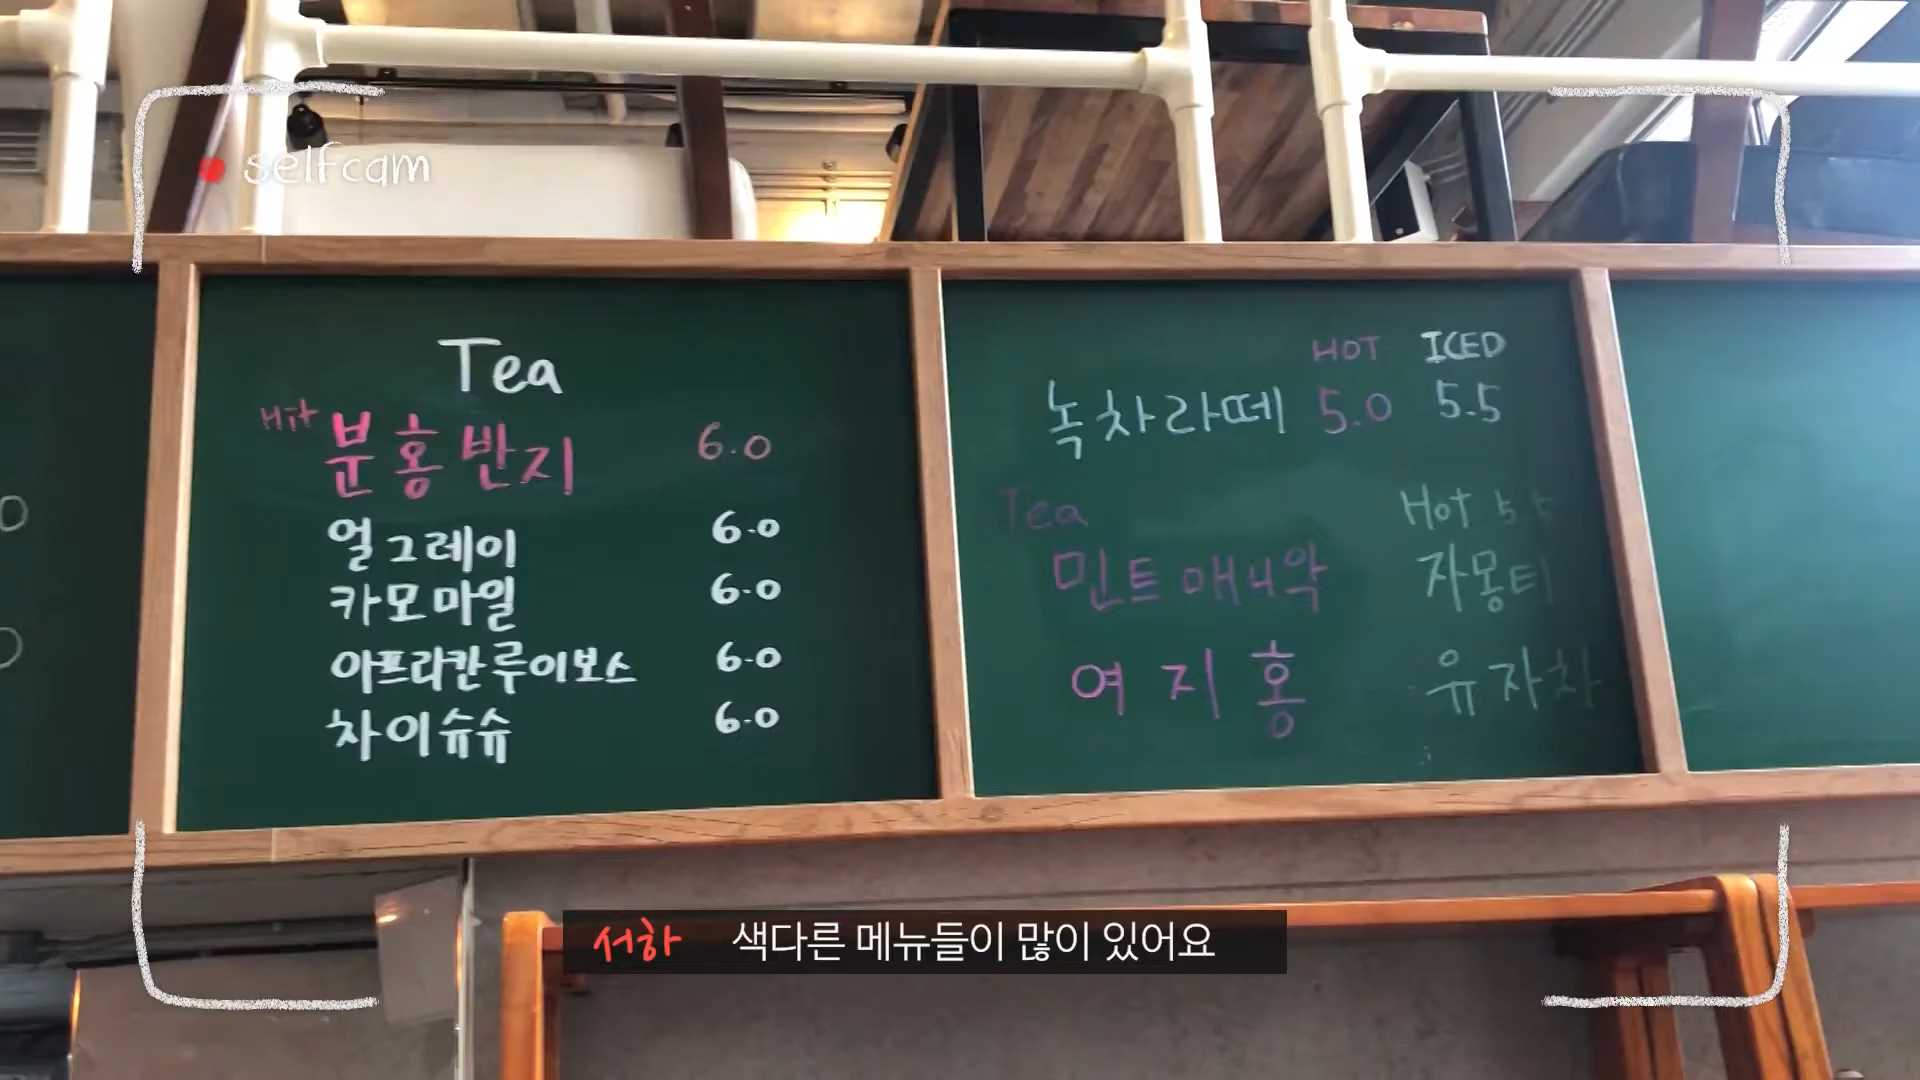 selfcam
Tea
Hit 분홍반지 6.0
얼그레이 6.0
카모마일 6.0
아프리칸루이보스 6.0
차이슈슈 6.0
HOT ICED
녹차라떼 5.0 5.5
Tea Hot 5.5
민트매니악 자몽티
여지홍 유자차
서하 색다른 메뉴들이 많이 있어요